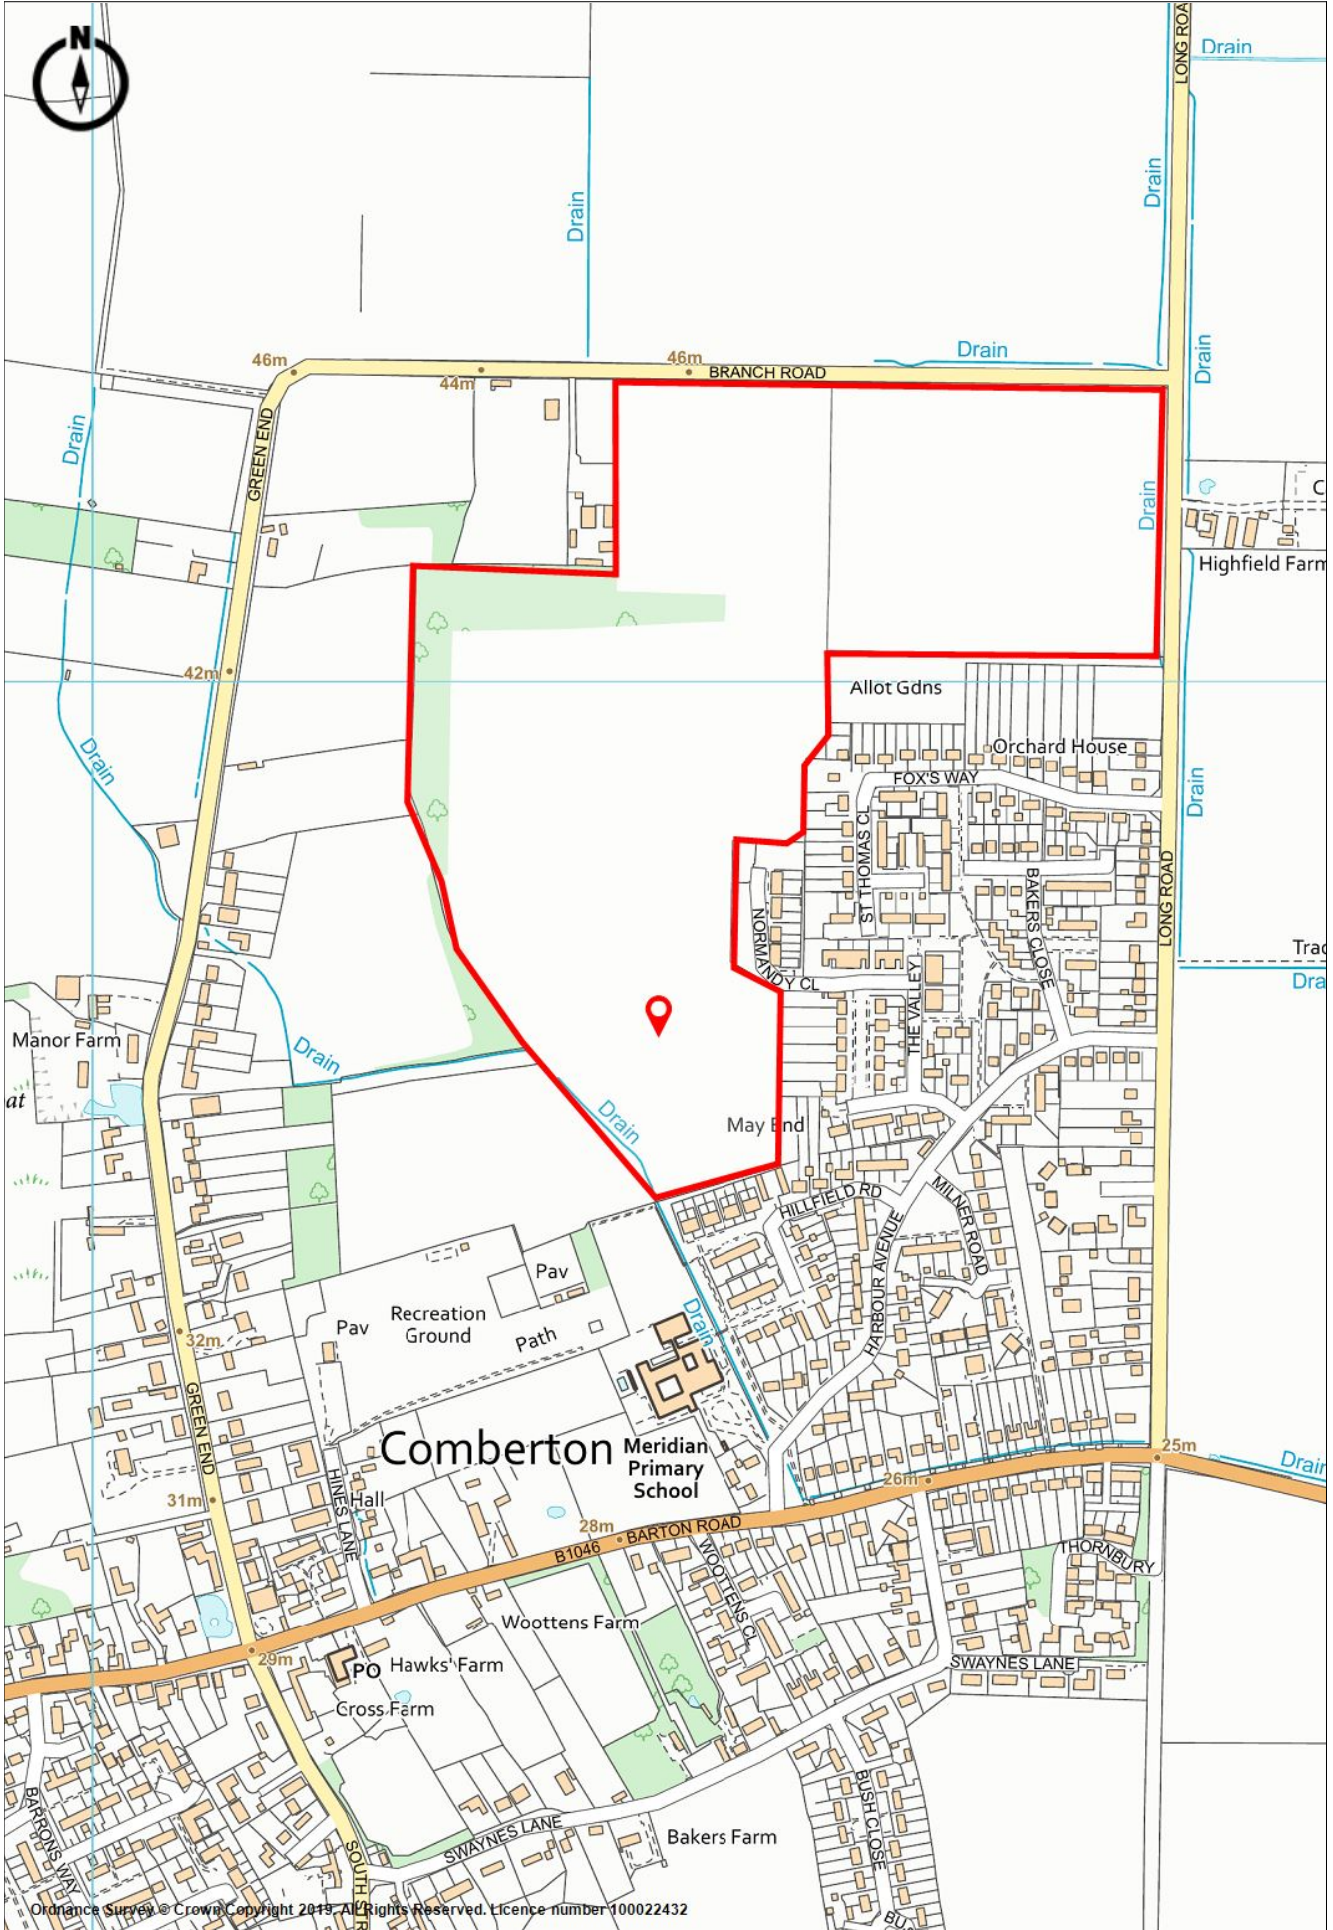 N
LONG ROA
Drain
Drain
Drain
46m
46m
Drain
Drain
BRANCH ROAD
44m
GREEN END
Drain
Drain
Highfield Farm
42m
Allot Gdns
Drain
Orchard House
Drain
FOX'S WAY
ST THOMAS CL
LONG ROAD
BAKERS CLOSE
NORMANDY CL
THE VALLEY
Manor Farm
Drain
Drain
May End
HILLFIELD RD
MILNER ROAD
HARBOUR AVENUE
Pav
Recreation
Ground
Pav
Path
Drain
32m
GREEN END
Comberton
Meridian
Primary
School
25m
Drain
26m
31m
HINES LANE
Hall
28m
BARTON ROAD
B1046
WOOTTENS CL
THORNBURY
Woottens Farm
29m
PO
Hawks' Farm
SWAYNES LANE
Cross Farm
BARRONS WAY
SOUTH STR
SWAYNES LANE
Bakers Farm
BUSH CLOSE
Ordnance Survey © Crown Copyright 2019. All Rights Reserved. Licence number 100022432